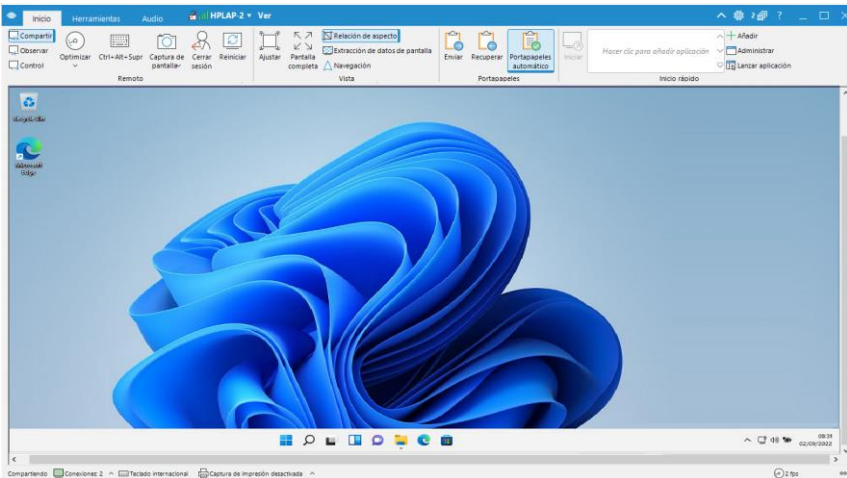 Inicio Herramientas Audio HPLAP-2 Ver
Compartir
Observar
Control
Optimizar
Ctrl+Alt+Supr
Captura de
pantalla
Cerrar
sesión
Reiniciar
Remoto
Ajustar
Pantalla
completa
Relación de aspecto
Extracción de datos de pantalla
Navegación
Vista
Enviar
Recuperar
Portapapeles
automático
Portapapeles
Iniciar
Hacer clic para añadir aplicación
Añadir
Administrar
Lanzar aplicación
Inicio rápido
Recycle Bin
Microsoft
Edge
09:39
02/09/2022
Compartiendo Conexiones: 2 Teclado internacional Captura de impresión desactivada 2 fps